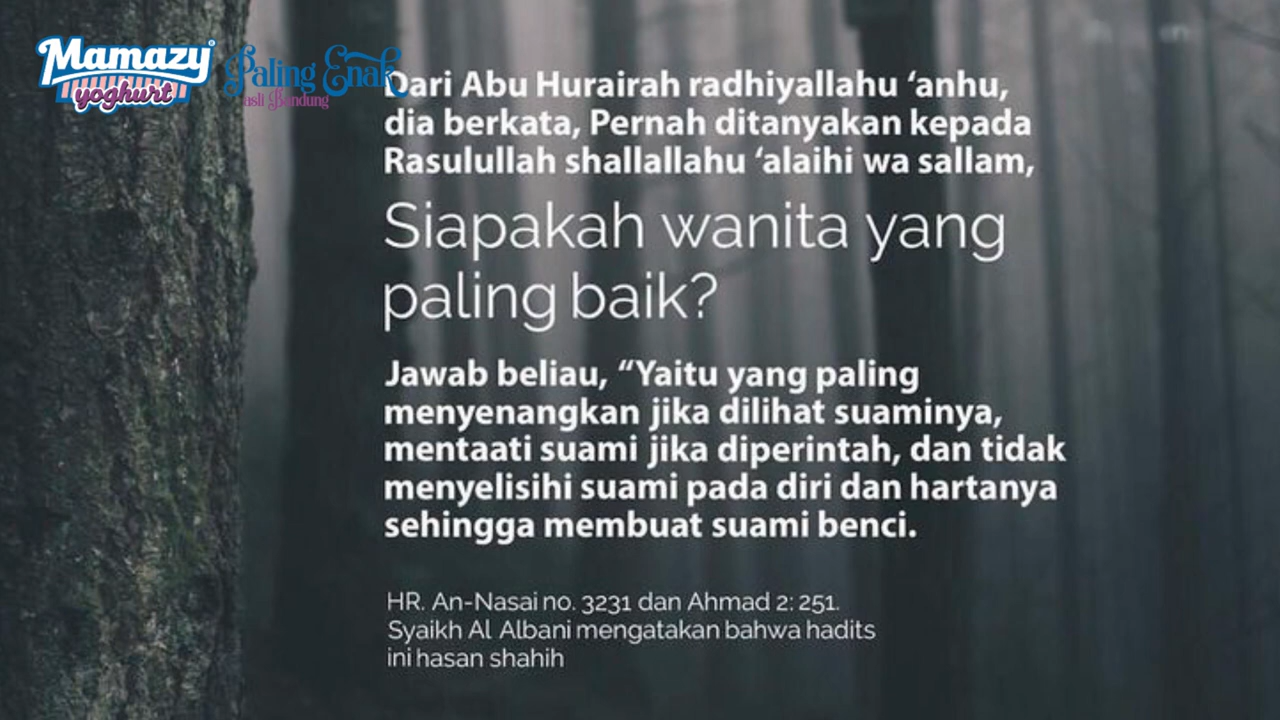 Mamazy
yoghurt
Paling Enak
asli Bandung
Dari Abu Hurairah radhiyallahu ‘anhu,
dia berkata, Pernah ditanyakan kepada
Rasulullah shallallahu ‘alaihi wa sallam,
Siapakah wanita yang
paling baik?
Jawab beliau, “Yaitu yang paling
menyenangkan jika dilihat suaminya,
mentaati suami jika diperintah, dan tidak
menyelisihi suami pada diri dan hartanya
sehingga membuat suami benci.
HR. An-Nasai no. 3231 dan Ahmad 2: 251.
Syaikh Al Albani mengatakan bahwa hadits
ini hasan shahih